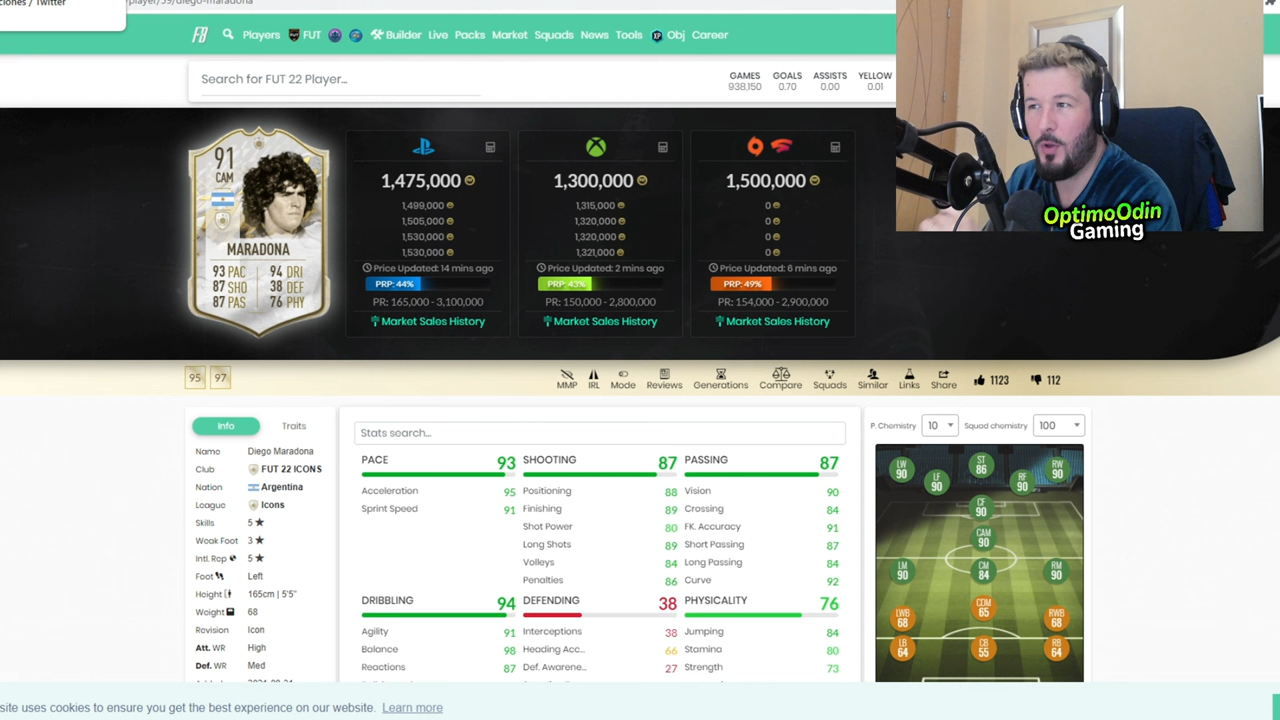 ciones / Twitter
player/59/diego-maradona
FB Players FUT Builder Live Packs Market Squads News Tools XP Obj Career
Search for FUT 22 Player...
GAMES GOALS ASSISTS YELLOW
938,150 0.70 0.00 0.01
91
CAM
MARADONA
93 PAC 94 DRI
87 SHO 38 DEF
87 PAS 76 PHY
1,475,000
1,499,000
1,505,000
1,530,000
1,530,000
Price Updated: 14 mins ago
PRP: 44%
PR: 165,000 - 3,100,000
Market Sales History
1,300,000
1,315,000
1,320,000
1,320,000
1,321,000
Price Updated: 2 mins ago
PRP: 43%
PR: 150,000 - 2,800,000
Market Sales History
1,500,000
0
0
0
0
Price Updated: 6 mins ago
PRP: 49%
PR: 154,000 - 2,900,000
Market Sales History
OptimoOdin
Gaming
95 97
MMP IRL Mode Reviews Generations Compare Squads Similar Links Share 1123 112
Info Traits
Name Diego Maradona
Club FUT 22 ICONS
Nation Argentina
League Icons
Skills 5
Weak Foot 3
Intl. Rep 5
Foot Left
Height 165cm | 5'5"
Weight 68
Revision Icon
Att. WR High
Def. WR Med
Stats search...
PACE 93
Acceleration 95
Sprint Speed 91
SHOOTING 87
Positioning 88
Finishing 89
Shot Power 80
Long Shots 89
Volleys 84
Penalties 86
PASSING 87
Vision 90
Crossing 84
FK. Accuracy 91
Short Passing 87
Long Passing 84
Curve 92
DRIBBLING 94
Agility 91
Balance 98
Reactions 87
DEFENDING 38
Interceptions 38
Heading Acc... 66
Def. Awarene... 27
PHYSICALITY 76
Jumping 84
Stamina 80
Strength 73
P. Chemistry 10 Squad chemistry 100
LW 90
LF 90
ST 86
RF 90
RW 90
CF 90
CAM 90
LM 90
CM 84
RM 90
LWB 68
CDM 65
RWB 68
LB 64
CB 55
RB 64
site uses cookies to ensure you get the best experience on our website. Learn more